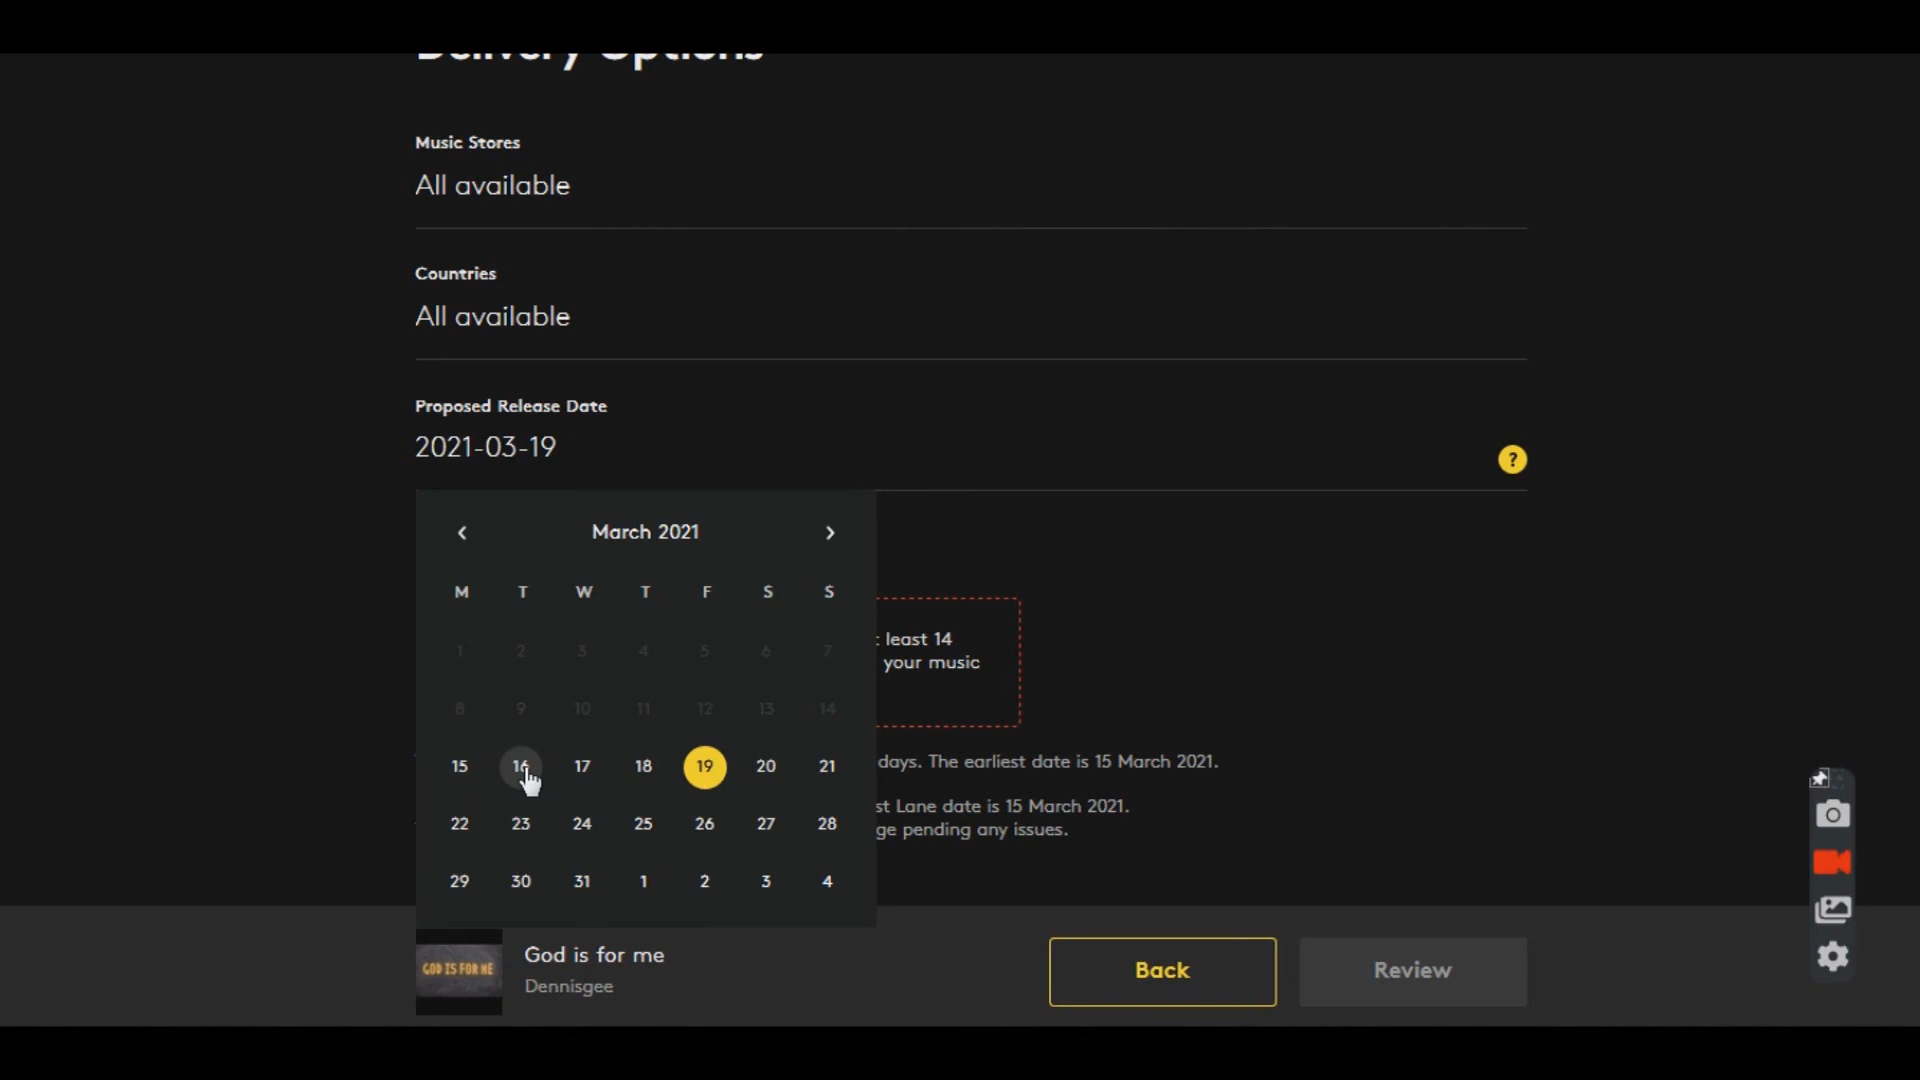 Delivery Options
Music Stores
All available
Countries
All available
Proposed Release Date
2021-03-19
?
March 2021
M T W T F S S
1 2 3 4 5 6 7
8 9 10 11 12 13 14
15 16 17 18 19 20 21
22 23 24 25 26 27 28
29 30 31 1 2 3 4
least 14
your music
days. The earliest date is 15 March 2021.
st Lane date is 15 March 2021.
ge pending any issues.
GOD IS FOR ME
God is for me
Dennisgee
Back
Review